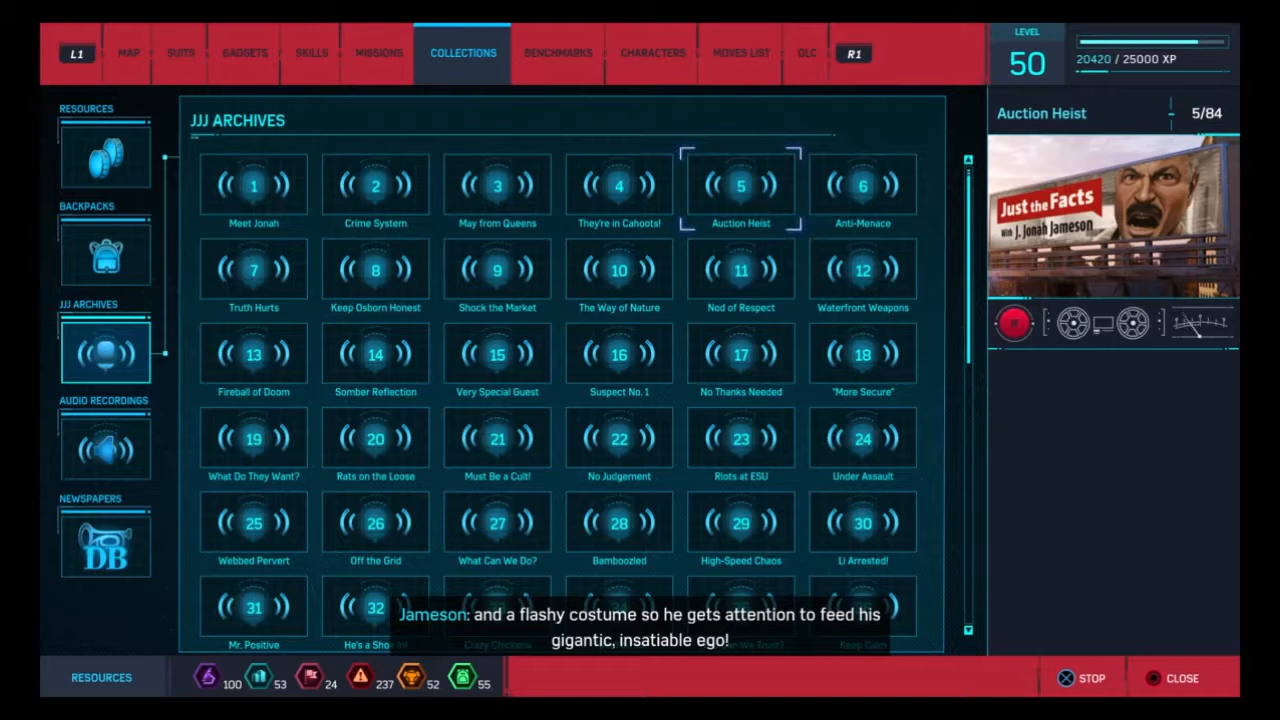 L1
MAP
SUITS
GADGETS
SKILLS
MISSIONS
COLLECTIONS
BENCHMARKS
CHARACTERS
MOVES LIST
DLC
R1
LEVEL
50
20420 / 25000 XP
RESOURCES
BACKPACKS
JJJ ARCHIVES
AUDIO RECORDINGS
NEWSPAPERS
DB
JJJ ARCHIVES
1 2 3 4 5 6
Meet Jonah Crime System May from Queens They're in Cahoots! Auction Heist Anti-Menace
7 8 9 10 11 12
Truth Hurts Keep Osborn Honest Shock the Market The Way of Nature Nod of Respect Waterfront Weapons
13 14 15 16 17 18
Fireball of Doom Somber Reflection Very Special Guest Suspect No. 1 No Thanks Needed "More Secure"
19 20 21 22 23 24
What Do They Want? Rats on the Loose Must Be a Cult! No Judgement Riots at ESU Under Assault
25 26 27 28 29 30
Webbed Pervert Off the Grid What Can We Do? Bamboozled High-Speed Chaos Li Arrested!
31 32
Mr. Positive He's a Sho Keep Calm
Jameson: and a flashy costume so he gets attention to feed his
gigantic, insatiable ego!
Auction Heist 5/84
Just the Facts
with J. Jonah Jameson
RESOURCES
100 53 24 237 52 55
STOP
CLOSE